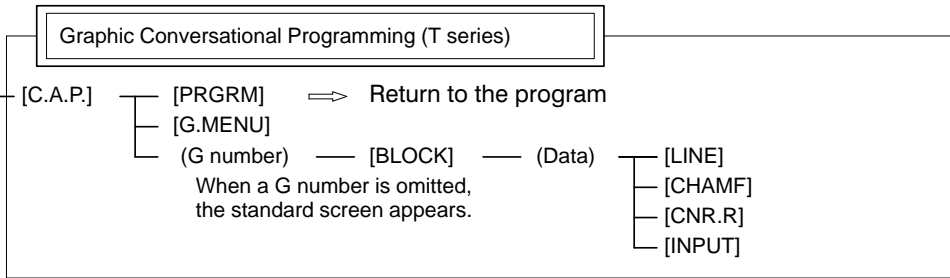 Graphic Conversational Programming (T series)
[C.A.P.] [PRGRM] Return to the program
[G.MENU]
(G number) [BLOCK] (Data) [LINE]
When a G number is omitted, [CHAMF]
the standard screen appears. [CNR.R]
[INPUT]